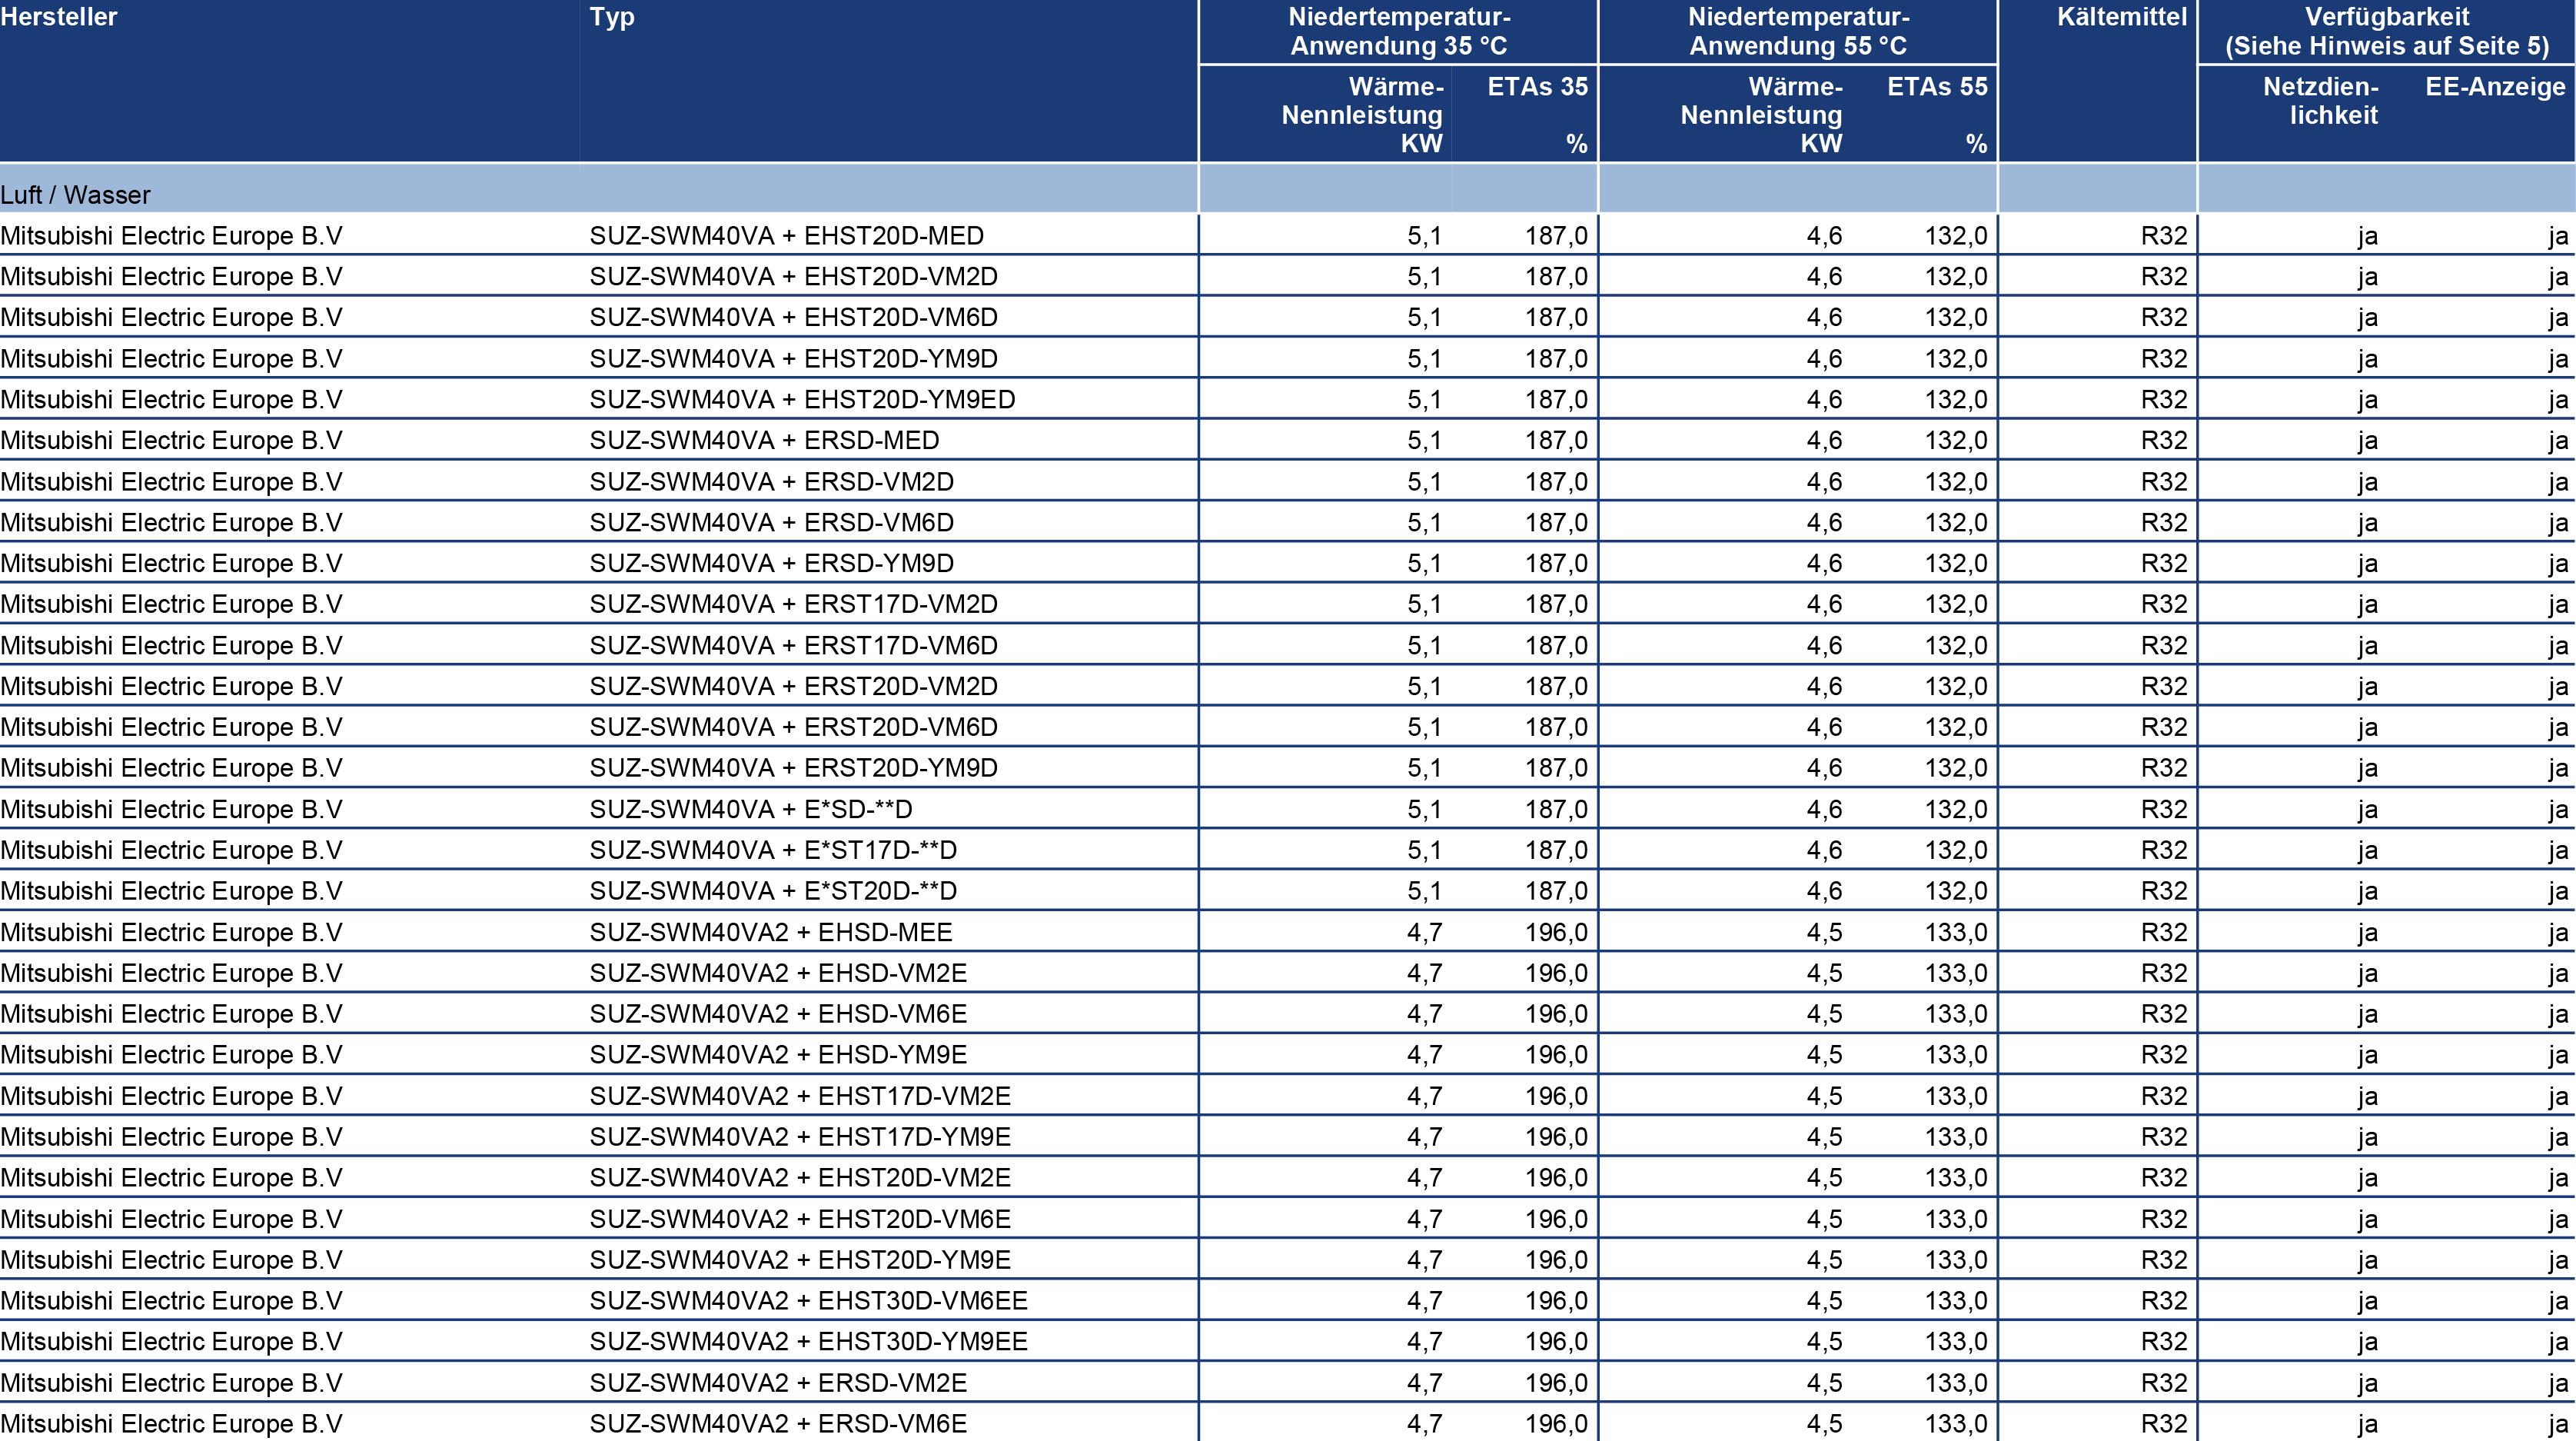 Hersteller Typ Niedertemperatur-Anwendung 35 °C Niedertemperatur-Anwendung 55 °C Kältemittel Verfügbarkeit (Siehe Hinweis auf Seite 5)
Wärme-Nennleistung KW ETAs 35 % Wärme-Nennleistung KW ETAs 55 % Netzdien-lichkeit EE-Anzeige
Luft / Wasser
Mitsubishi Electric Europe B.V SUZ-SWM40VA + EHST20D-MED 5,1 187,0 4,6 132,0 R32 ja ja
Mitsubishi Electric Europe B.V SUZ-SWM40VA + EHST20D-VM2D 5,1 187,0 4,6 132,0 R32 ja ja
Mitsubishi Electric Europe B.V SUZ-SWM40VA + EHST20D-VM6D 5,1 187,0 4,6 132,0 R32 ja ja
Mitsubishi Electric Europe B.V SUZ-SWM40VA + EHST20D-YM9D 5,1 187,0 4,6 132,0 R32 ja ja
Mitsubishi Electric Europe B.V SUZ-SWM40VA + EHST20D-YM9ED 5,1 187,0 4,6 132,0 R32 ja ja
Mitsubishi Electric Europe B.V SUZ-SWM40VA + ERSD-MED 5,1 187,0 4,6 132,0 R32 ja ja
Mitsubishi Electric Europe B.V SUZ-SWM40VA + ERSD-VM2D 5,1 187,0 4,6 132,0 R32 ja ja
Mitsubishi Electric Europe B.V SUZ-SWM40VA + ERSD-VM6D 5,1 187,0 4,6 132,0 R32 ja ja
Mitsubishi Electric Europe B.V SUZ-SWM40VA + ERSD-YM9D 5,1 187,0 4,6 132,0 R32 ja ja
Mitsubishi Electric Europe B.V SUZ-SWM40VA + ERST17D-VM2D 5,1 187,0 4,6 132,0 R32 ja ja
Mitsubishi Electric Europe B.V SUZ-SWM40VA + ERST17D-VM6D 5,1 187,0 4,6 132,0 R32 ja ja
Mitsubishi Electric Europe B.V SUZ-SWM40VA + ERST20D-VM2D 5,1 187,0 4,6 132,0 R32 ja ja
Mitsubishi Electric Europe B.V SUZ-SWM40VA + ERST20D-VM6D 5,1 187,0 4,6 132,0 R32 ja ja
Mitsubishi Electric Europe B.V SUZ-SWM40VA + ERST20D-YM9D 5,1 187,0 4,6 132,0 R32 ja ja
Mitsubishi Electric Europe B.V SUZ-SWM40VA + E*SD-**D 5,1 187,0 4,6 132,0 R32 ja ja
Mitsubishi Electric Europe B.V SUZ-SWM40VA + E*ST17D-**D 5,1 187,0 4,6 132,0 R32 ja ja
Mitsubishi Electric Europe B.V SUZ-SWM40VA + E*ST20D-**D 5,1 187,0 4,6 132,0 R32 ja ja
Mitsubishi Electric Europe B.V SUZ-SWM40VA2 + EHSD-MEE 4,7 196,0 4,5 133,0 R32 ja ja
Mitsubishi Electric Europe B.V SUZ-SWM40VA2 + EHSD-VM2E 4,7 196,0 4,5 133,0 R32 ja ja
Mitsubishi Electric Europe B.V SUZ-SWM40VA2 + EHSD-VM6E 4,7 196,0 4,5 133,0 R32 ja ja
Mitsubishi Electric Europe B.V SUZ-SWM40VA2 + EHSD-YM9E 4,7 196,0 4,5 133,0 R32 ja ja
Mitsubishi Electric Europe B.V SUZ-SWM40VA2 + EHST17D-VM2E 4,7 196,0 4,5 133,0 R32 ja ja
Mitsubishi Electric Europe B.V SUZ-SWM40VA2 + EHST17D-YM9E 4,7 196,0 4,5 133,0 R32 ja ja
Mitsubishi Electric Europe B.V SUZ-SWM40VA2 + EHST20D-VM2E 4,7 196,0 4,5 133,0 R32 ja ja
Mitsubishi Electric Europe B.V SUZ-SWM40VA2 + EHST20D-VM6E 4,7 196,0 4,5 133,0 R32 ja ja
Mitsubishi Electric Europe B.V SUZ-SWM40VA2 + EHST20D-YM9E 4,7 196,0 4,5 133,0 R32 ja ja
Mitsubishi Electric Europe B.V SUZ-SWM40VA2 + EHST30D-VM6EE 4,7 196,0 4,5 133,0 R32 ja ja
Mitsubishi Electric Europe B.V SUZ-SWM40VA2 + EHST30D-YM9EE 4,7 196,0 4,5 133,0 R32 ja ja
Mitsubishi Electric Europe B.V SUZ-SWM40VA2 + ERSD-VM2E 4,7 196,0 4,5 133,0 R32 ja ja
Mitsubishi Electric Europe B.V SUZ-SWM40VA2 + ERSD-VM6E 4,7 196,0 4,5 133,0 R32 ja ja